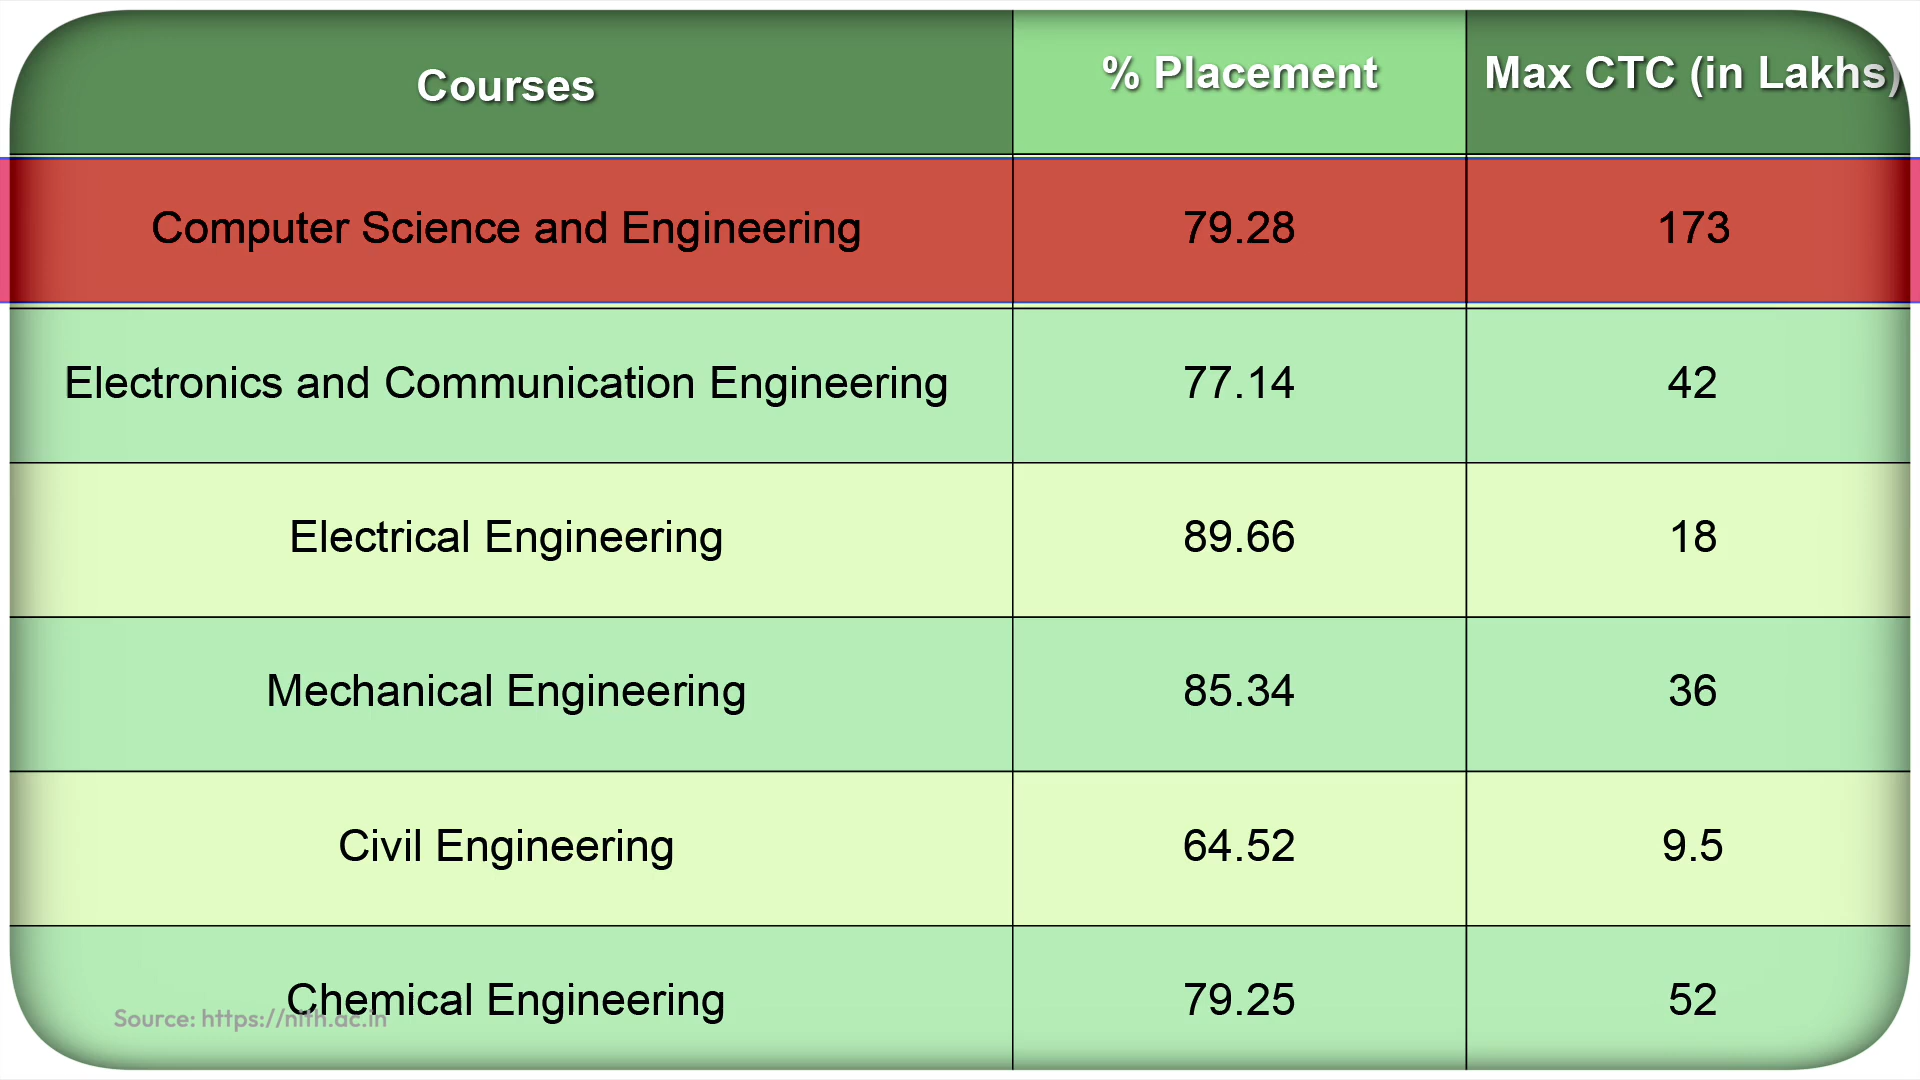 Courses % Placement Max CTC (in Lakhs)
Computer Science and Engineering 79.28 173
Electronics and Communication Engineering 77.14 42
Electrical Engineering 89.66 18
Mechanical Engineering 85.34 36
Civil Engineering 64.52 9.5
Chemical Engineering 79.25 52
Source: https://nith.ac.in